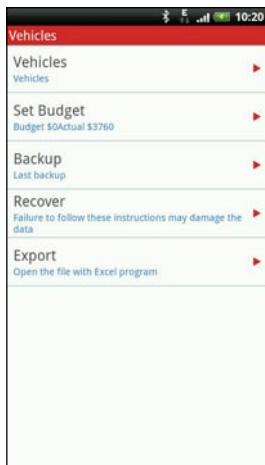 E
10:20
Vehicles
Vehicles
Vehicles
Set Budget
Budget $0Actual $3760
Backup
Last backup
Recover
Failure to follow these instructions may damage the
data
Export
Open the file with Excel program